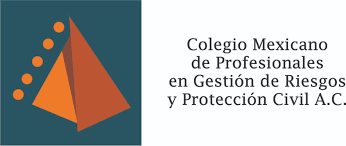 Colegio Mexicano
de Profesionales
en Gestión de Riesgos
y Protección Civil A.C.